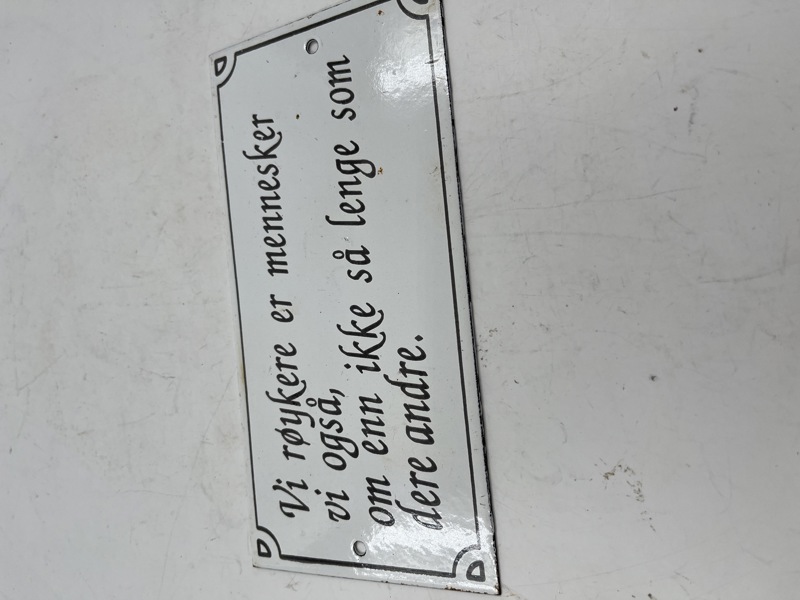 Vi røykere er mennesker
vi også,
om enn ikke så lenge som
dere andre.